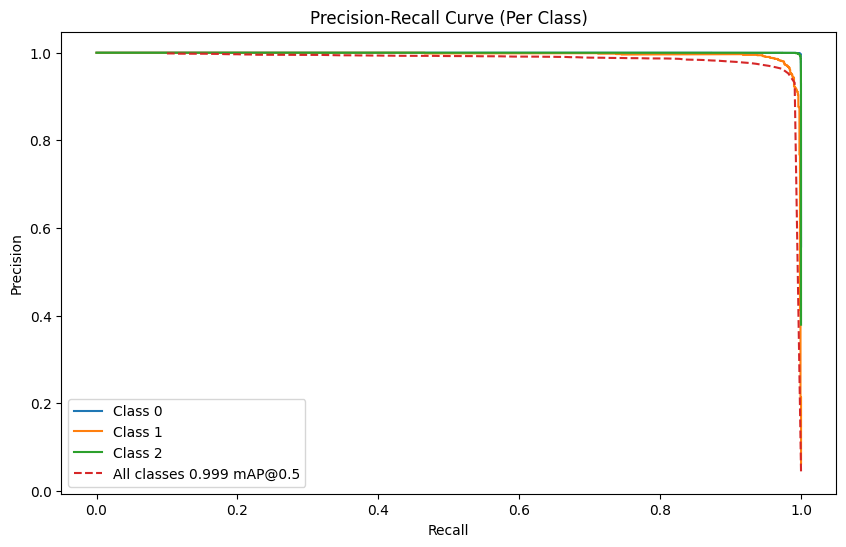 Precision-Recall Curve (Per Class)
1.0
0.8
0.6
0.4
0.2
0.0
Precision
Class 0
Class 1
Class 2
All classes 0.999 mAP@0.5
0.0 0.2 0.4 0.6 0.8 1.0
Recall